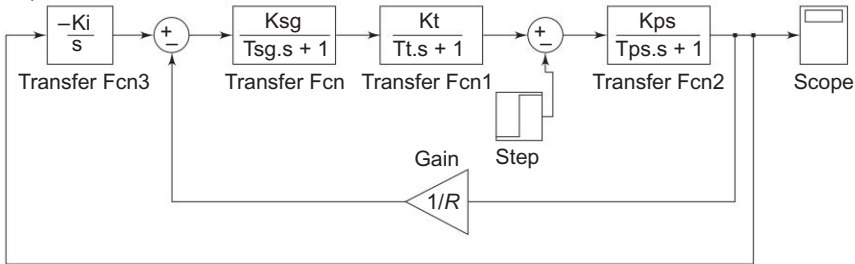 –Ki
s
+
–
Ksg
Tsg.s + 1
Kt
Tt.s + 1
+
–
Kps
Tps.s + 1
Transfer Fcn3
Transfer Fcn
Transfer Fcn1
Transfer Fcn2
Scope
Step
Gain
1/R